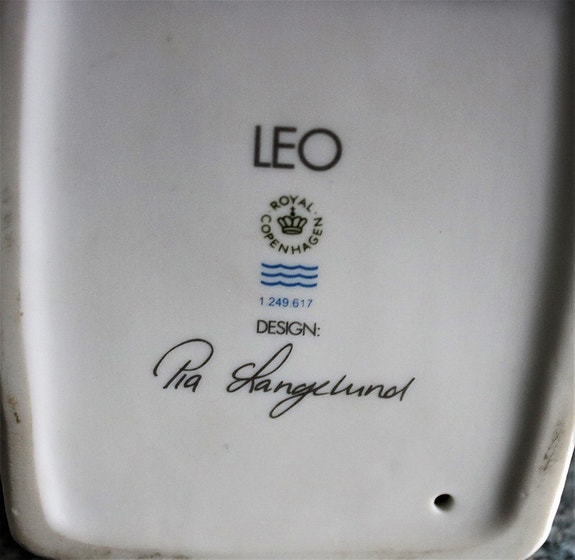 LEO
ROYAL · COPENHAGEN
1 249 617
DESIGN:
Pia Langelund